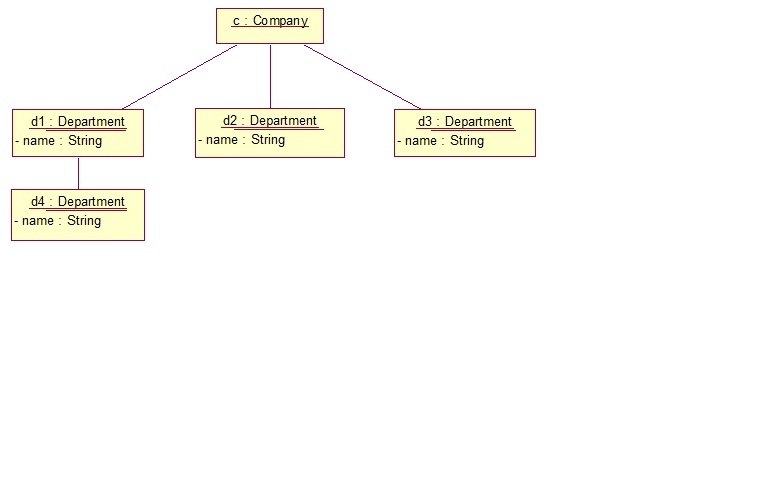 c : Company
d1 : Department
- name : String
d2 : Department
- name : String
d3 : Department
- name : String
d4 : Department
- name : String